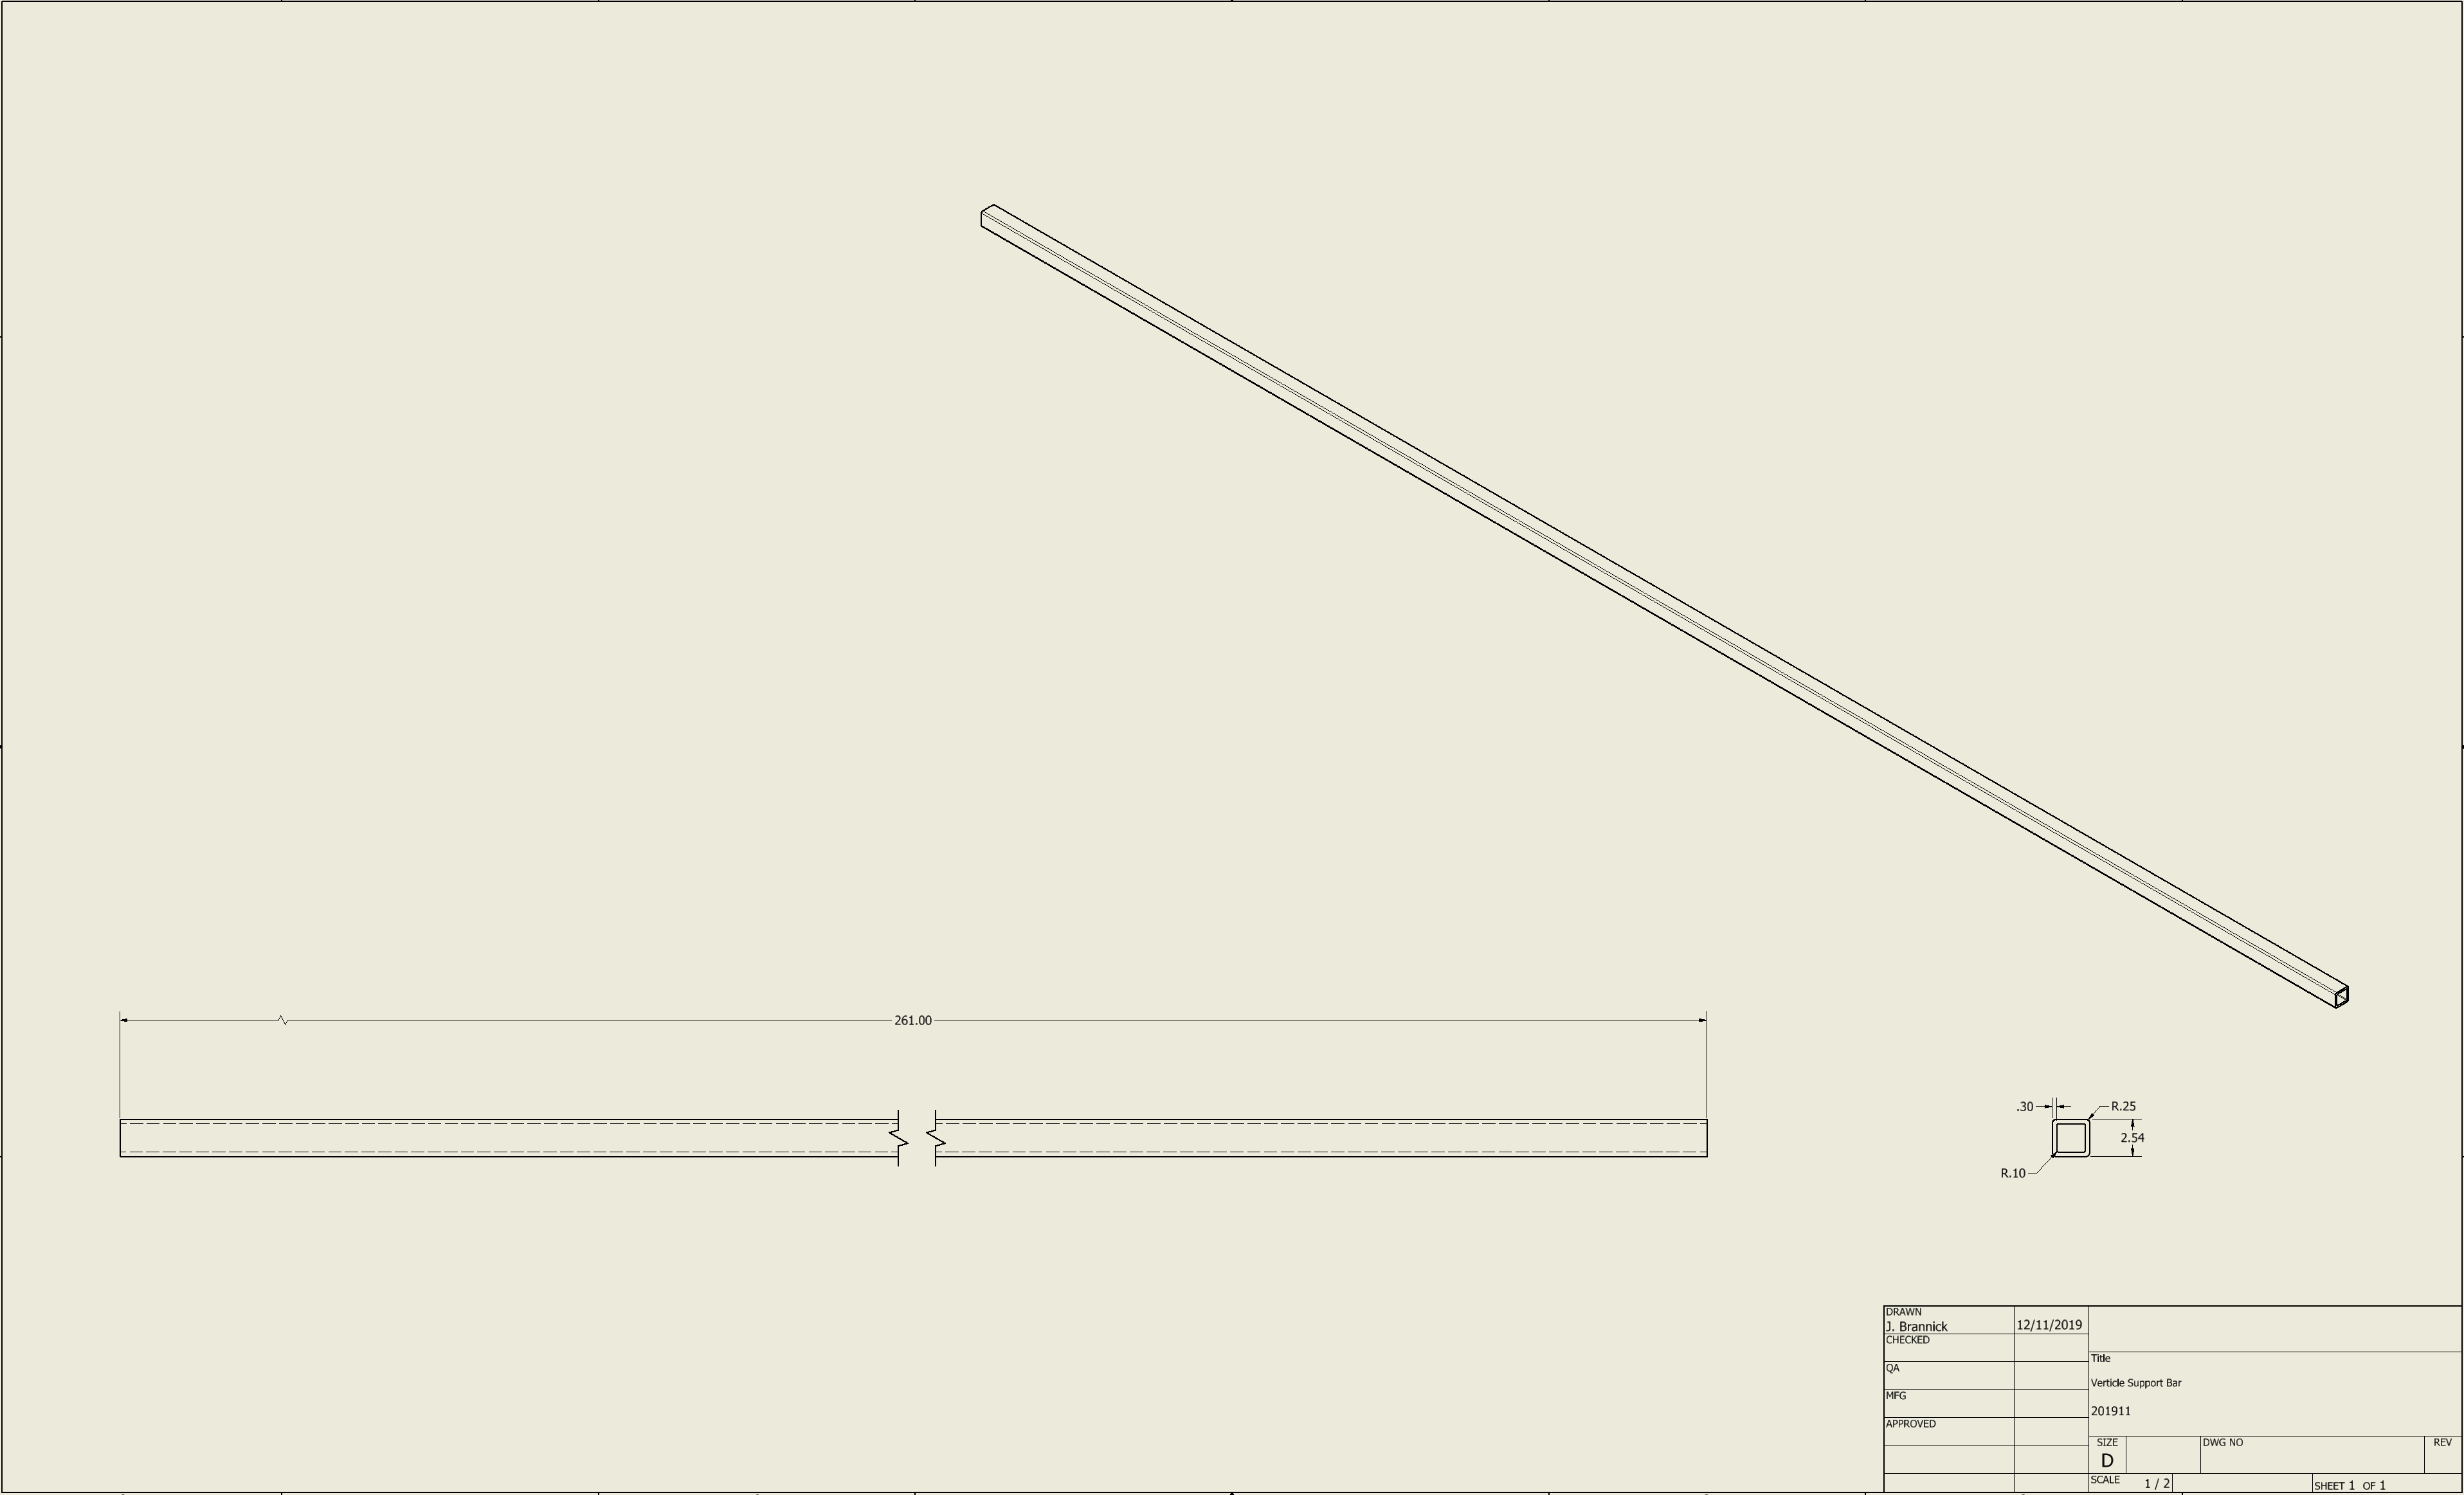 261.00
.30
R.25
2.54
R.10
DRAWN
J. Brannick
12/11/2019
CHECKED
QA
MFG
APPROVED
Title
Verticle Support Bar
201911
SIZE
D
DWG NO
REV
SCALE
1 / 2
SHEET 1 OF 1